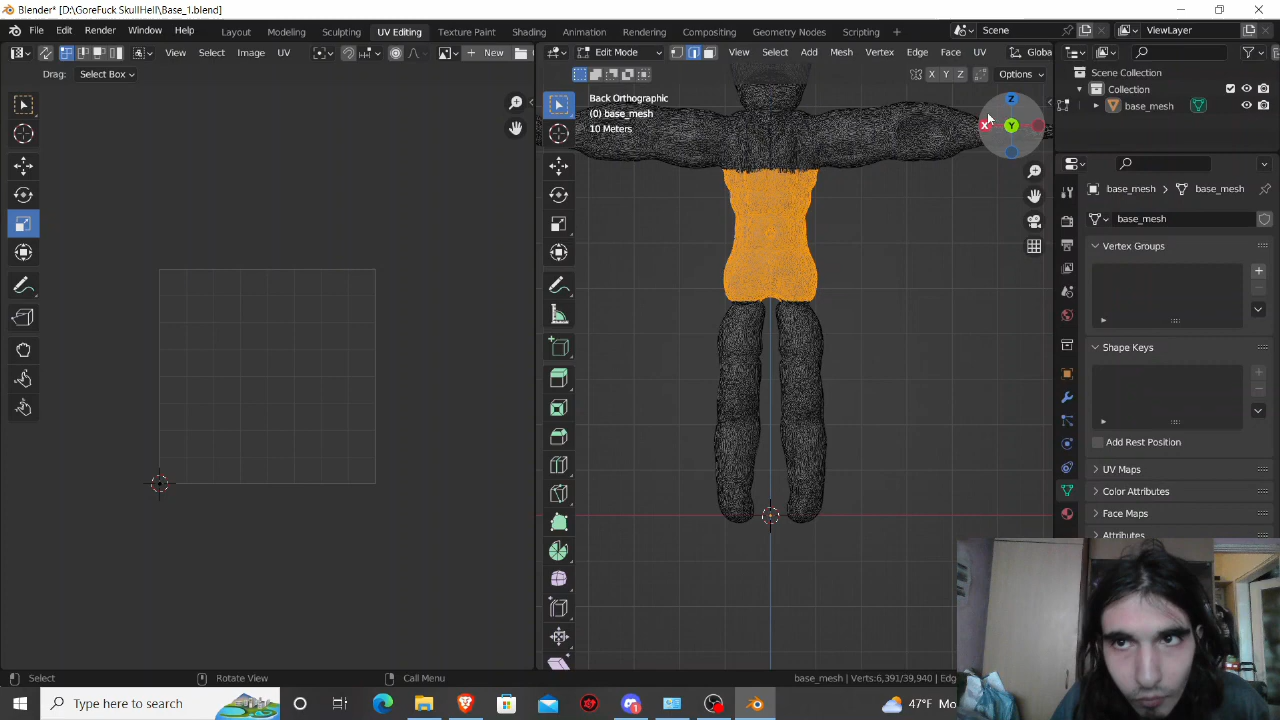 Blender* [D:\GoreFuck SkullHell\Base_1.blend]
File Edit Render Window Help Layout Modeling Sculpting UV Editing Texture Paint Shading Animation Rendering Compositing Geometry Nodes Scripting Scene ViewLayer
View Select Image UV New
Edit Mode View Select Add Mesh Vertex Edge Face UV Globa
Drag: Select Box
X Y Z Options
Scene Collection
Collection
base_mesh
Back Orthographic
(0) base_mesh
10 Meters
Z
X
Y
base_mesh base_mesh
base_mesh
Vertex Groups
Shape Keys
Add Rest Position
UV Maps
Color Attributes
Face Maps
Attributes
Select Rotate View Call Menu base_mesh | Verts:6,391/39,940 | Edg
Type here to search 1 47°F Mo